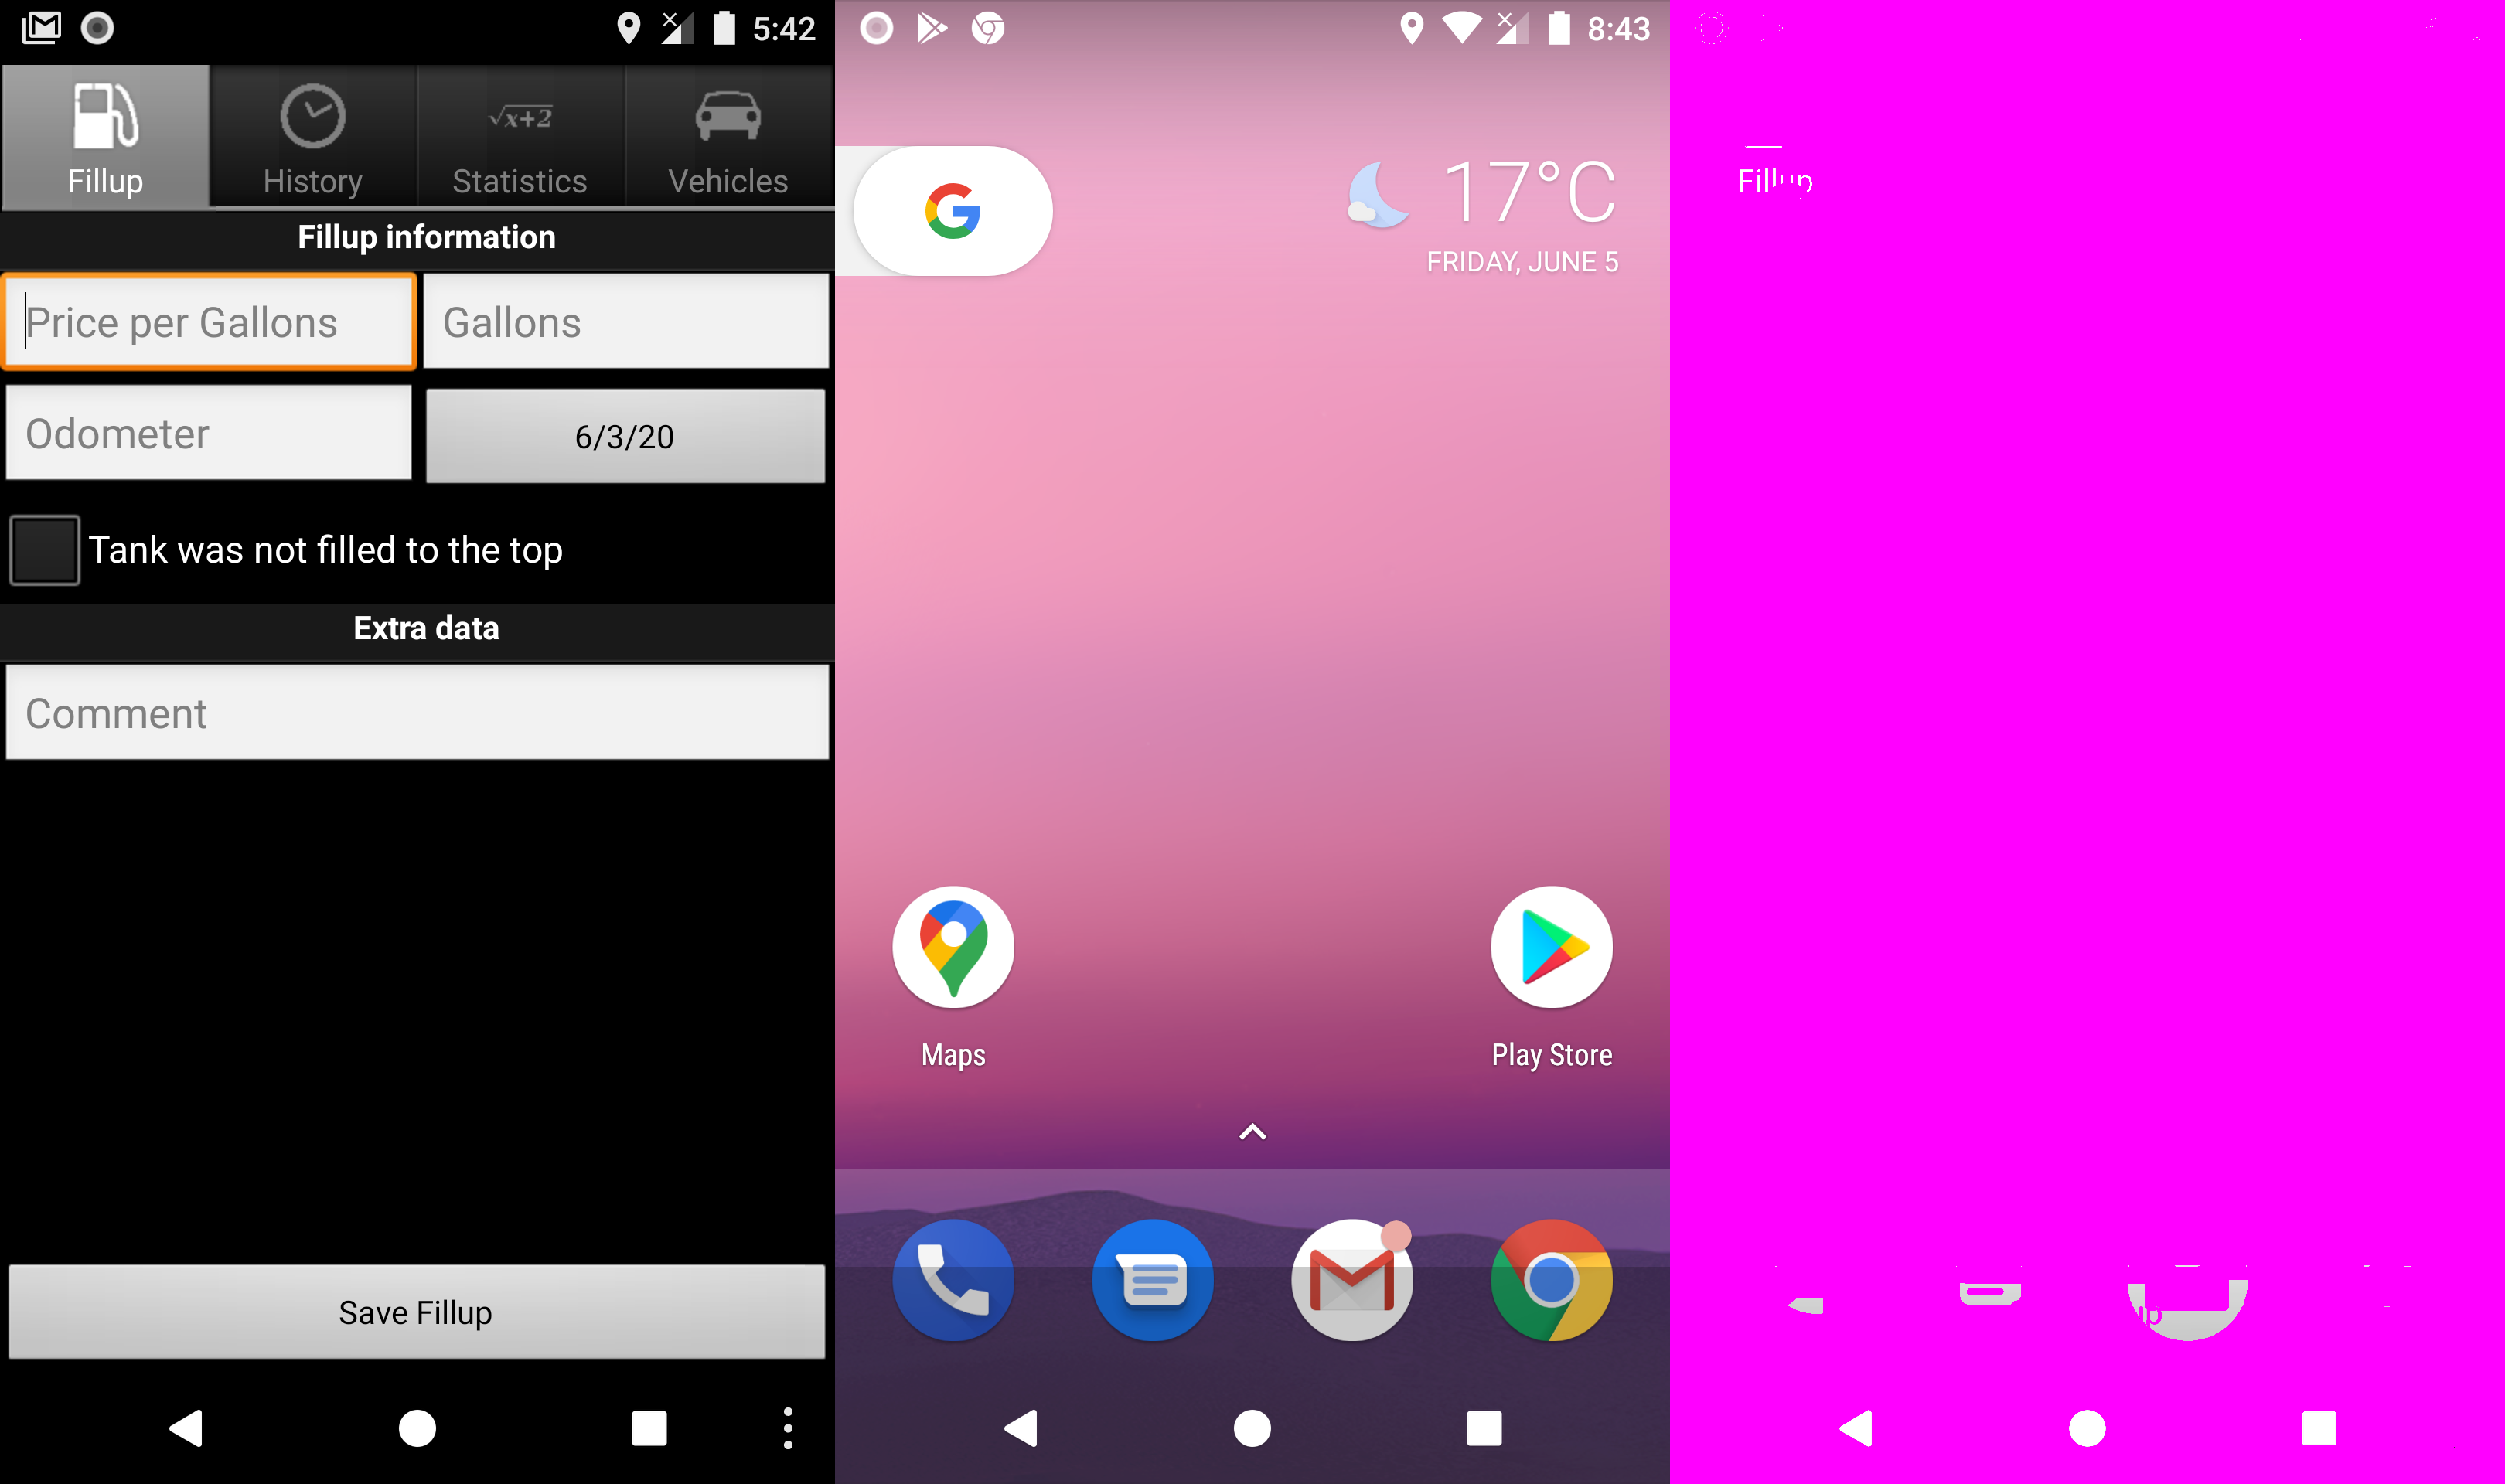 5:42
Fillup
History
√x+2
Statistics
Vehicles
Fillup information
Price per Gallons
Gallons
Odometer
6/3/20
Tank was not filled to the top
Extra data
Comment
Save Fillup
8:43
17°C
FRIDAY, JUNE 5
Maps
Play Store
Fillup
up